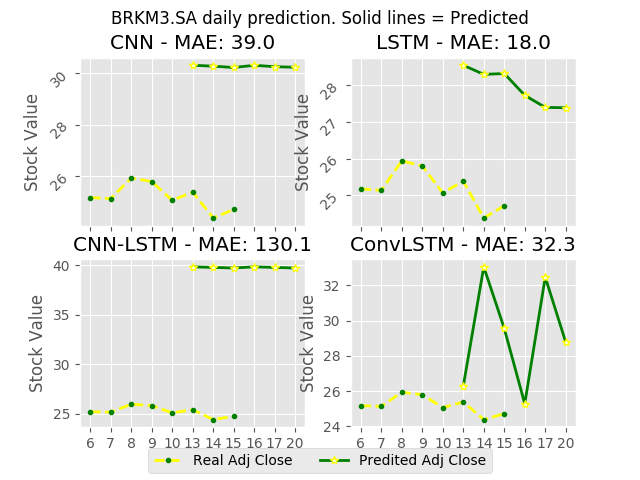 BRKM3.SA daily prediction. Solid lines = Predicted
CNN - MAE: 39.0
LSTM - MAE: 18.0
Stock Value
30
28
26
Stock Value
28
27
26
25
CNN-LSTM - MAE: 130.1
ConvLSTM - MAE: 32.3
Stock Value
40
35
30
25
6 7 8 9 10 13 14 15 16 17 20
Stock Value
32
30
28
26
24
6 7 8 9 10 13 14 15 16 17 20
Real Adj Close
Predited Adj Close